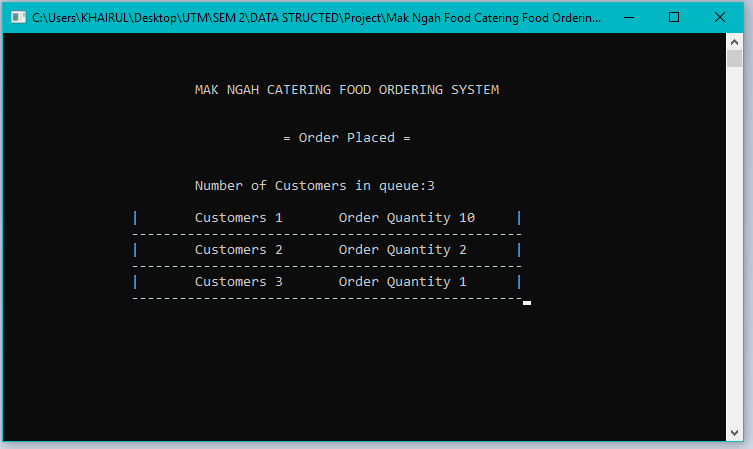 C:\Users\KHAIRUL\Desktop\UTM\SEM 2\DATA STRUCTED\Project\Mak Ngah Food Catering Food Orderin...
MAK NGAH CATERING FOOD ORDERING SYSTEM
= Order Placed =
Number of Customers in queue:3
| Customers 1 Order Quantity 10 |
-------------------------------------------------
| Customers 2 Order Quantity 2 |
-------------------------------------------------
| Customers 3 Order Quantity 1 |
-------------------------------------------------